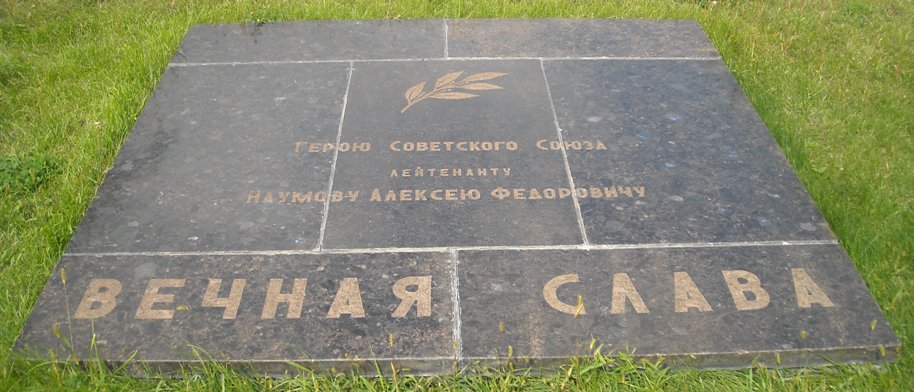 Герою Советского Союза
лейтенанту
Наумову Алексею Федоровичу
ВЕЧНАЯ СЛАВА